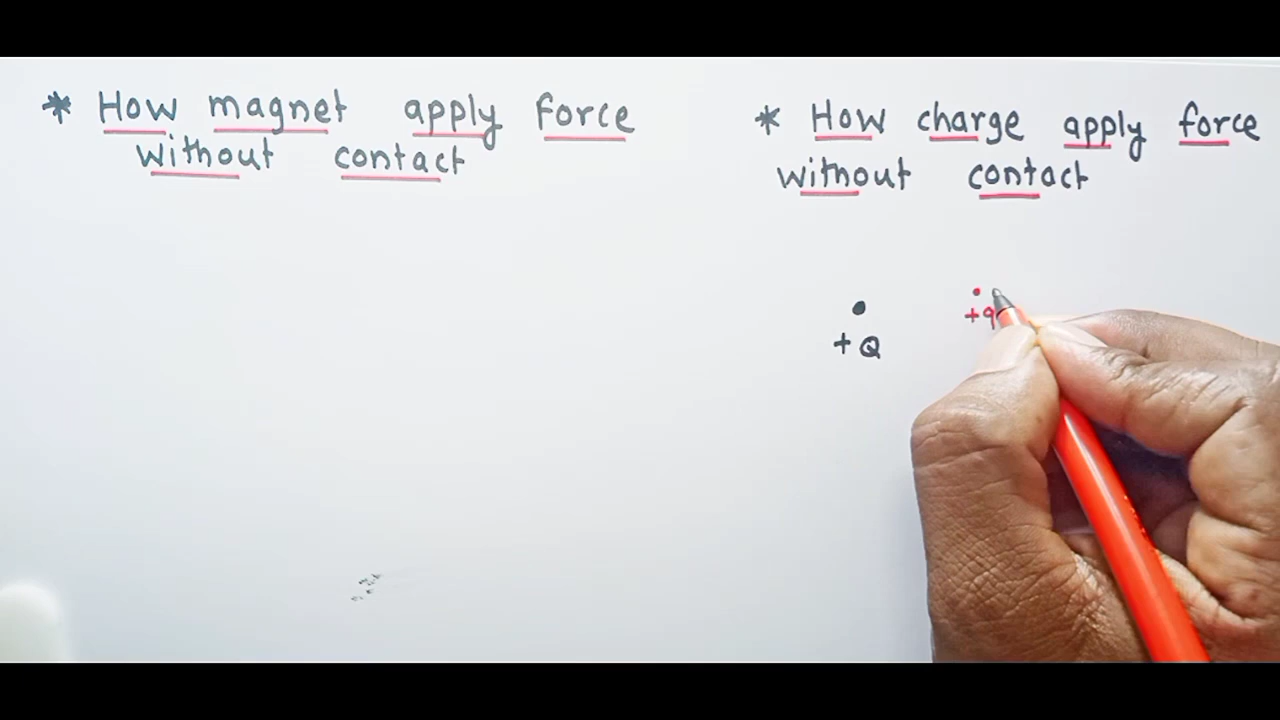 * How magnet apply force
without contact
* How charge apply force
without contact
+Q
+q